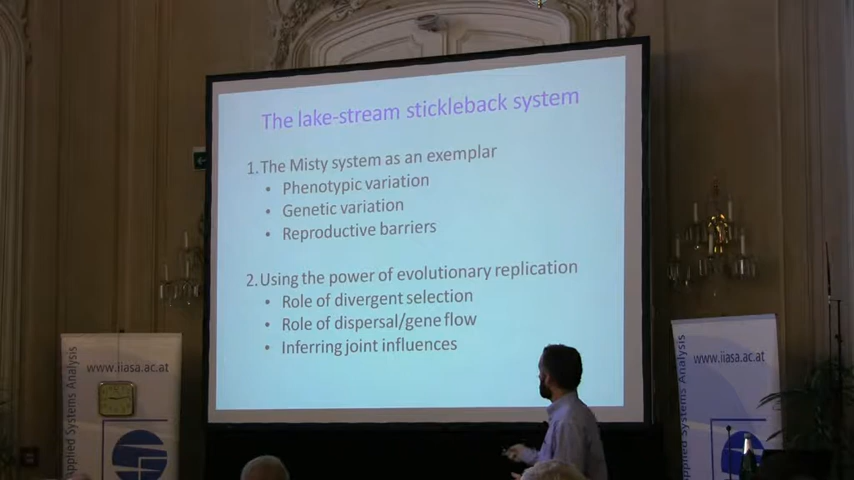 The lake-stream stickleback system
1. The Misty system as an exemplar
• Phenotypic variation
• Genetic variation
• Reproductive barriers
2. Using the power of evolutionary replication
• Role of divergent selection
• Role of dispersal/gene flow
• Inferring joint influences
www.iiasa.ac.at
Applied Systems Analysis
www.iiasa.ac.at
Systems Analysis